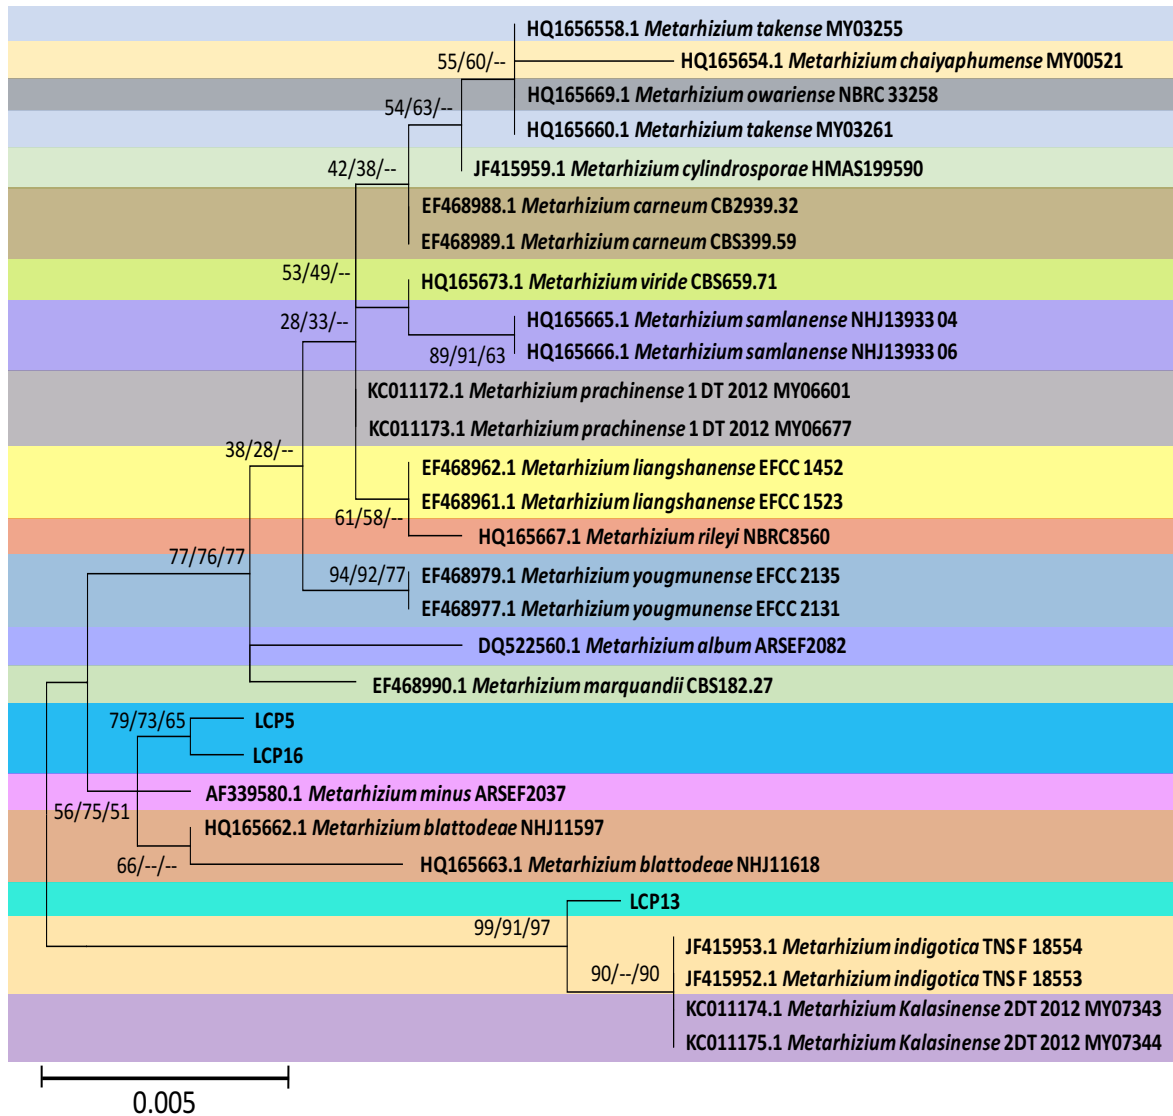 HQ1656558.1 Metarhizium takense MY03255
55/60/--
HQ165654.1 Metarhizium chaiyaphumense MY00521
HQ165669.1 Metarhizium owariense NBRC 33258
54/63/--
HQ165660.1 Metarhizium takense MY03261
42/38/--
JF415959.1 Metarhizium cylindrosporae HMAS199590
EF468988.1 Metarhizium carneum CB2939.32
EF468989.1 Metarhizium carneum CBS399.59
53/49/--
HQ165673.1 Metarhizium viride CBS659.71
28/33/--
HQ165665.1 Metarhizium samlanense NHJ13933 04
89/91/63
HQ165666.1 Metarhizium samlanense NHJ13933 06
KC011172.1 Metarhizium prachinense 1 DT 2012 MY06601
KC011173.1 Metarhizium prachinense 1 DT 2012 MY06677
38/28/--
EF468962.1 Metarhizium liangshanense EFCC 1452
EF468961.1 Metarhizium liangshanense EFCC 1523
61/58/--
HQ165667.1 Metarhizium rileyi NBRC8560
77/76/77
94/92/77
EF468979.1 Metarhizium yougmunense EFCC 2135
EF468977.1 Metarhizium yougmunense EFCC 2131
DQ522560.1 Metarhizium album ARSEF2082
EF468990.1 Metarhizium marquandii CBS182.27
79/73/65
LCP5
LCP16
AF339580.1 Metarhizium minus ARSEF2037
56/75/51
HQ165662.1 Metarhizium blattodeae NHJ11597
66/--/--
HQ165663.1 Metarhizium blattodeae NHJ11618
LCP13
99/91/97
JF415953.1 Metarhizium indigotica TNS F 18554
90/--/90
JF415952.1 Metarhizium indigotica TNS F 18553
KC011174.1 Metarhizium Kalasinense 2DT 2012 MY07343
KC011175.1 Metarhizium Kalasinense 2DT 2012 MY07344
0.005